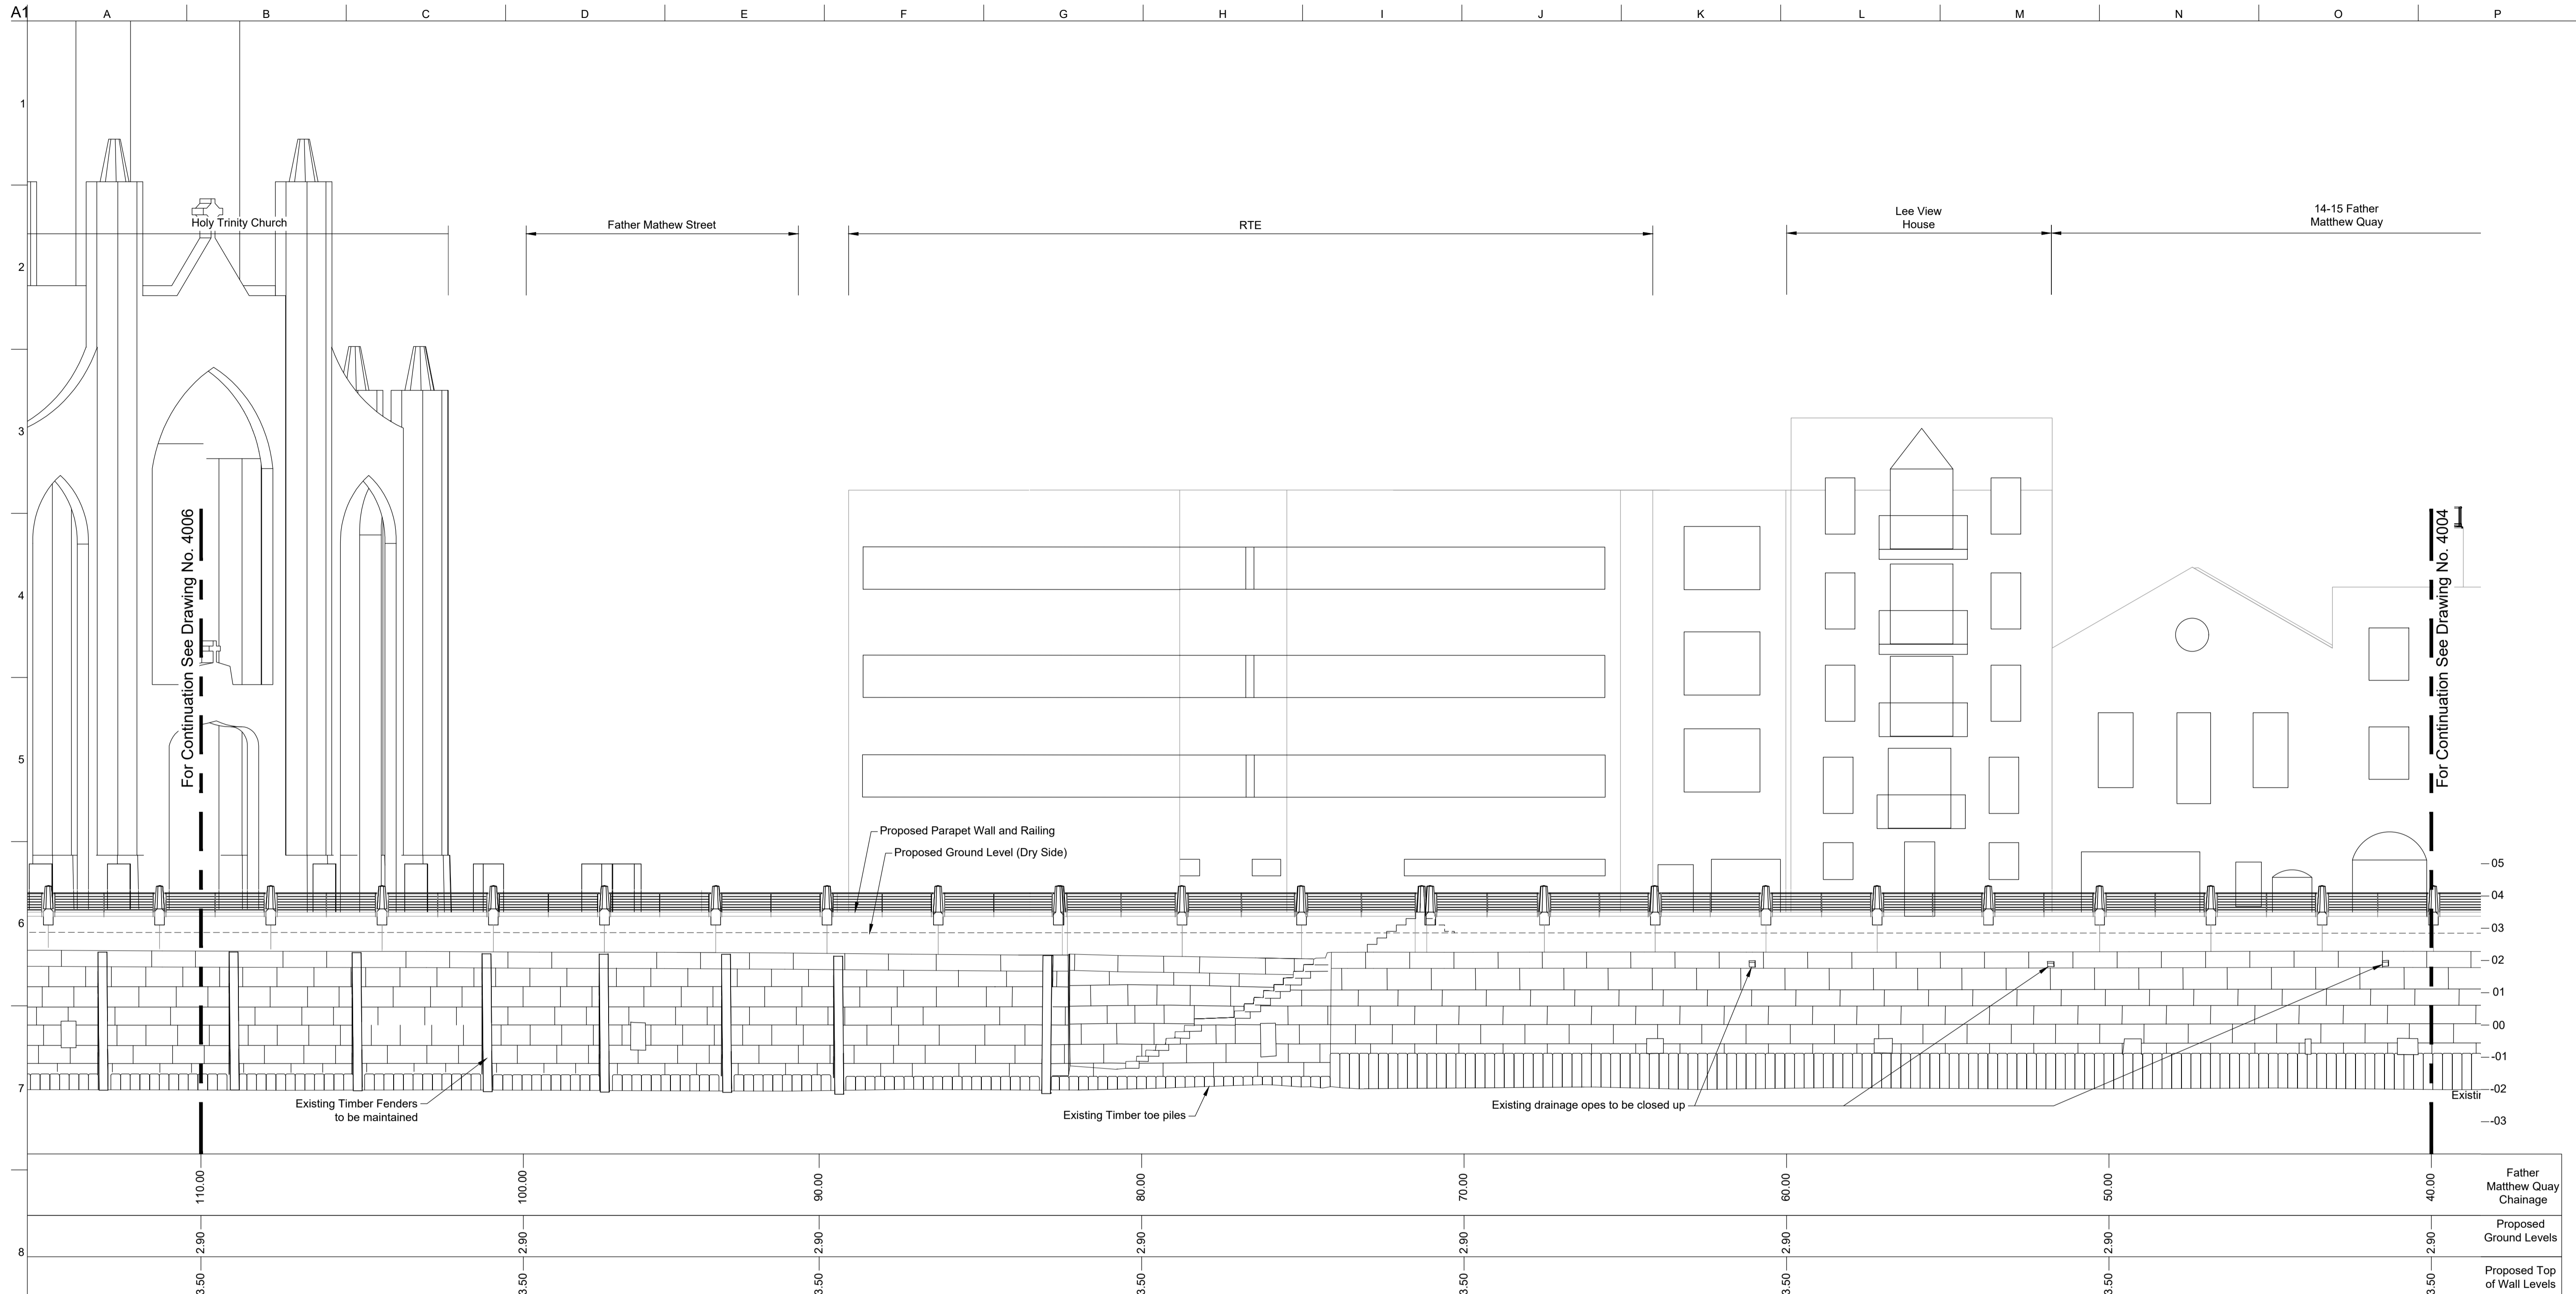 A1
A B C D E F G H I J K L M N O P
1
2
3
4
5
6
7
8
Holy Trinity Church
Father Mathew Street
RTE
Lee View
House
14-15 Father
Matthew Quay
For Continuation See Drawing No. 4006
For Continuation See Drawing No. 4004
Proposed Parapet Wall and Railing
Proposed Ground Level (Dry Side)
05
04
03
02
01
00
-01
-02
-03
Existing Timber Fenders
to be maintained
Existing Timber toe piles
Existing drainage opes to be closed up
110.00 100.00 90.00 80.00 70.00 60.00 50.00 40.00
Father
Matthew Quay
Chainage
2.90 2.90 2.90 2.90 2.90 2.90 2.90 2.90
Proposed
Ground Levels
3.50 3.50 3.50 3.50 3.50 3.50 3.50 3.50
Proposed Top
of Wall Levels